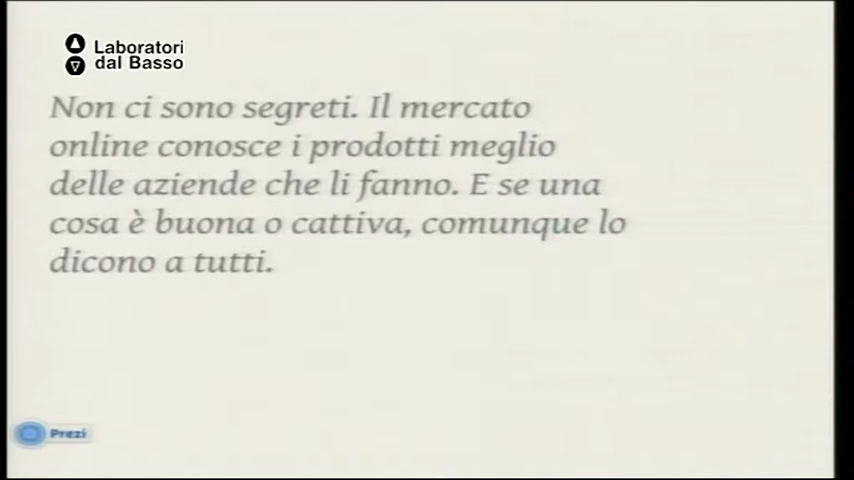 Laboratori
dal Basso
Non ci sono segreti. Il mercato
online conosce i prodotti meglio
delle aziende che li fanno. E se una
cosa è buona o cattiva, comunque lo
dicono a tutti.
Prezi